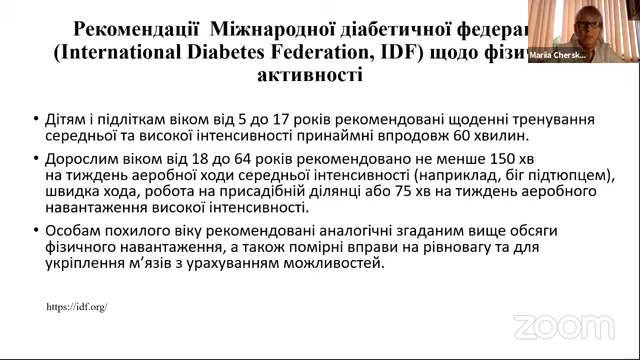 Рекомендації Міжнародної діабетичної
(International Diabetes Federation, IDF) щодо
активності
Mariia Chersk...
• Дітям і підліткам віком від 5 до 17 років рекомендовані щоденні тренування
середньої та високої інтенсивності принаймні впродовж 60 хвилин.
• Дорослим віком від 18 до 64 років рекомендовано не менше 150 хв
на тиждень аеробної ходи середньої інтенсивності (наприклад, біг підтюпцем),
швидка хода, робота на присадібній ділянці або 75 хв на тиждень аеробного
навантаження високої інтенсивності.
• Особам похилого віку рекомендовані аналогічні згаданим вище обсяги
фізичного навантаження, а також помірні вправи на рівновагу та для
укріплення м’язів з урахуванням можливостей.
https://idf.org/
zoom